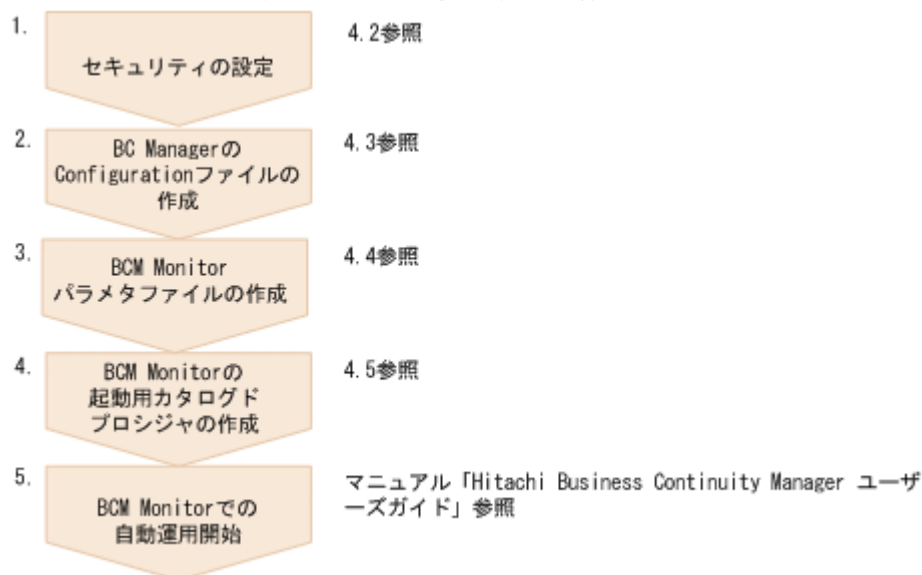 1.
セキュリティの設定
4.2参照
2.
BC Managerの
Configurationファイルの
作成
4.3参照
3.
BCM Monitor
パラメタファイルの作成
4.4参照
4.
BCM Monitorの
起動用カタログド
プロシジャの作成
4.5参照
5.
BCM Monitorでの
自動運用開始
マニュアル「Hitachi Business Continuity Manager ユーザ
ーズガイド」参照